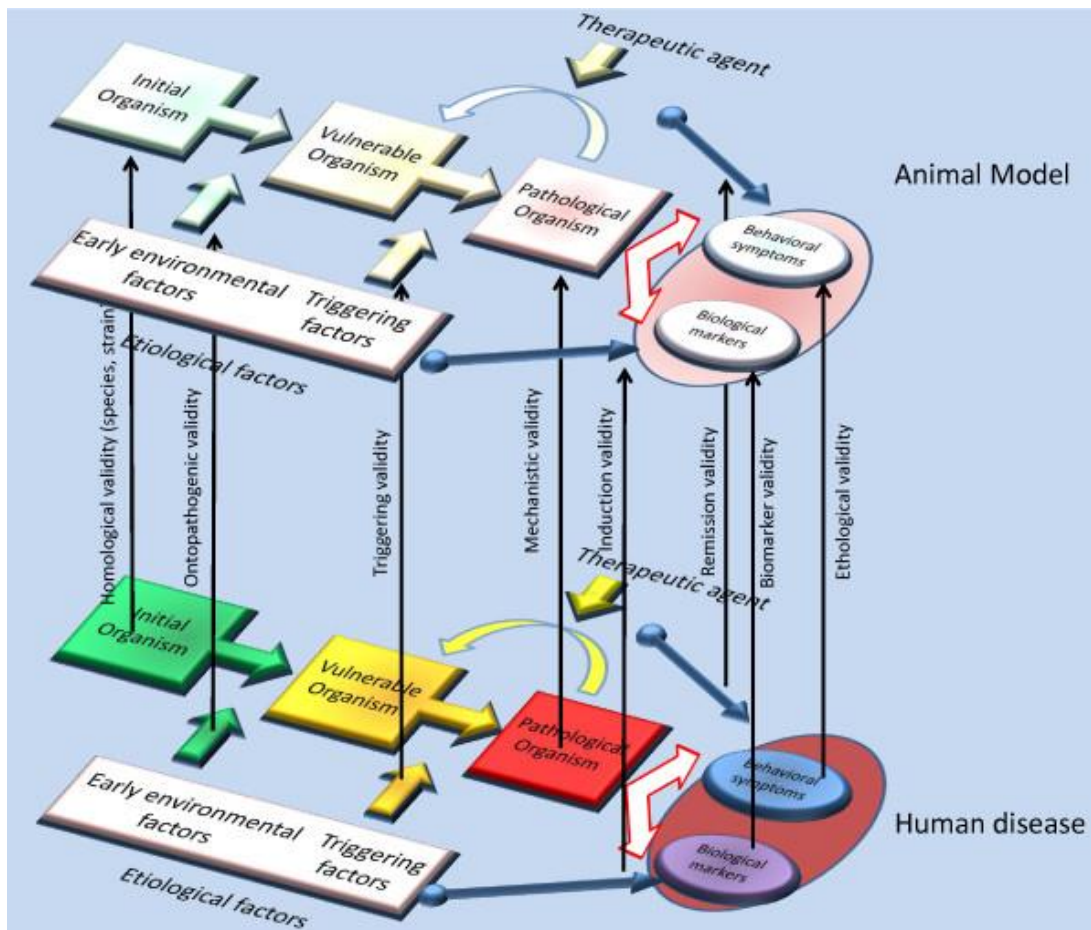 Therapeutic agent
Initial
Organism
Vulnerable
Organism
Pathological
Organism
Animal Model
Behavioral
symptoms
Biological
markers
Early environmental
factors
Triggering
factors
Etiological factors
Homological validity (species, strain)
Ontopathogenic validity
Triggering validity
Mechanistic validity
Induction validity
Remission validity
Biomarker validity
Ethological validity
Therapeutic agent
Initial
Organism
Vulnerable
Organism
Pathological
Organism
Behavioral
symptoms
Biological
markers
Human disease
Early environmental
factors
Triggering
factors
Etiological factors